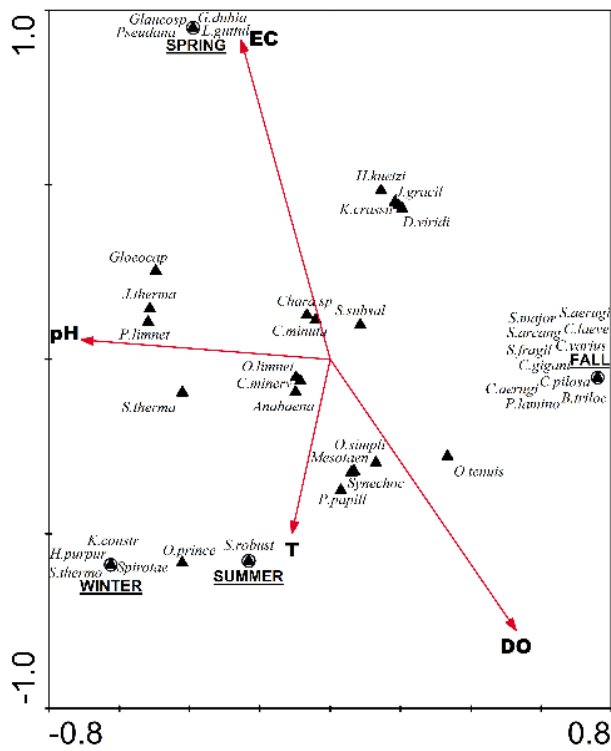 1.0
Glaucosp G.dubia
Pseudana L.guttul
SPRING
EC
H.kuetzi
J.gracil
K.crassii
D.viridi
Gloeocap
J.therma
Chara.sp
S.subsal
S.major S.aerugi
pH
P.limnet
C.minuta
S.arcang C.laeve
S.fragil C.varius
FALL
O.limnet
C.gigant
C.minerv
C.pilosa
S.therma
Anabaena
C.aerugi
B.triloc
P.lamino
O.simpli
Mesotaen
O.tenuis
Synechoc
P.papill
K.constr
H.purpur
O.prince
S.robust
T
S.thermo
Spirotae
WINTER
SUMMER
DO
-1.0
-0.8
0.8